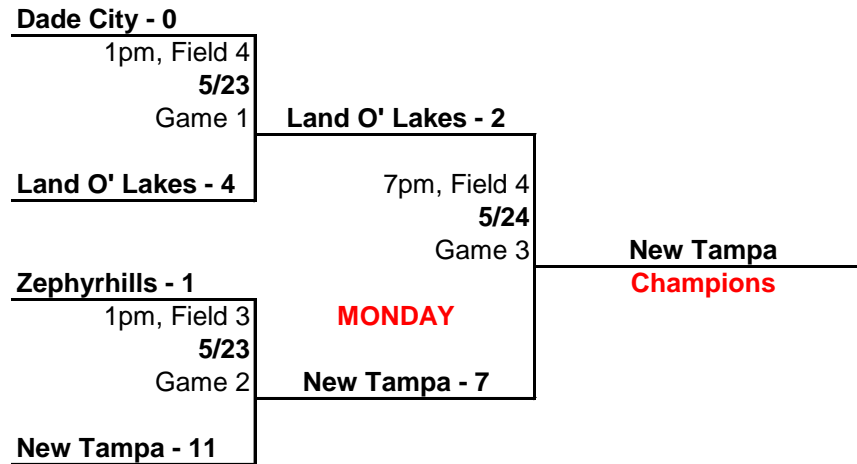 Dade City - 0
1pm, Field 4
5/23
Game 1
Land O' Lakes - 2
Land O' Lakes - 4
7pm, Field 4
5/24
Game 3
New Tampa
Champions
Zephyrhills - 1
1pm, Field 3
MONDAY
5/23
Game 2
New Tampa - 7
New Tampa - 11